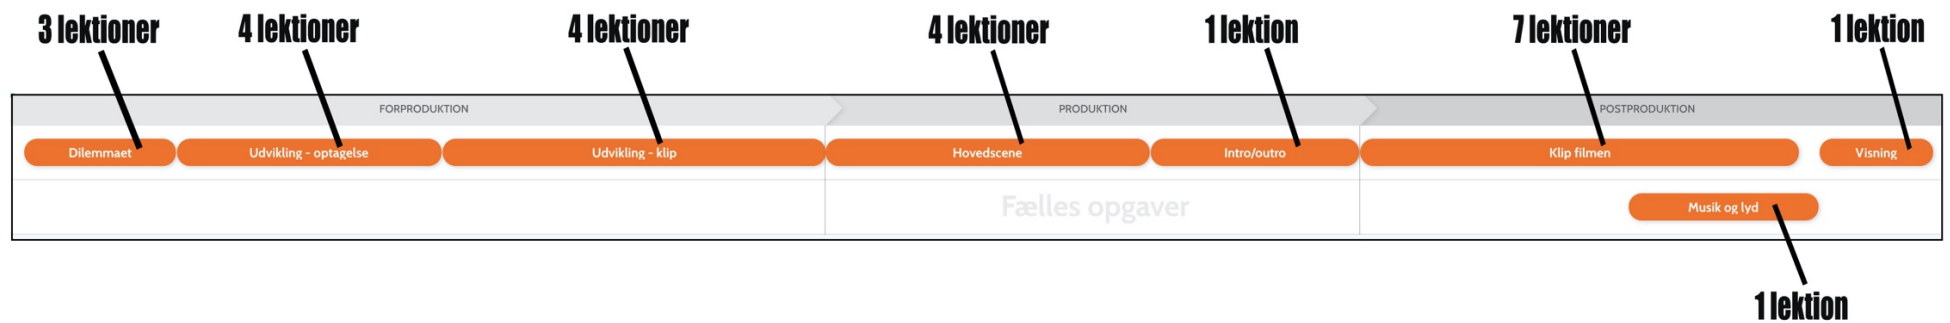 3 lektioner 4 lektioner 4 lektioner 4 lektioner 1 lektion 7 lektioner 1 lektion
FORPRODUKTION PRODUKTION POSTPRODUKTION
Dilemmaet Udvikling - optagelse Udvikling - klip Hovedscene Intro/outro Klip filmen Visning
Fælles opgaver Musik og lyd
1 lektion